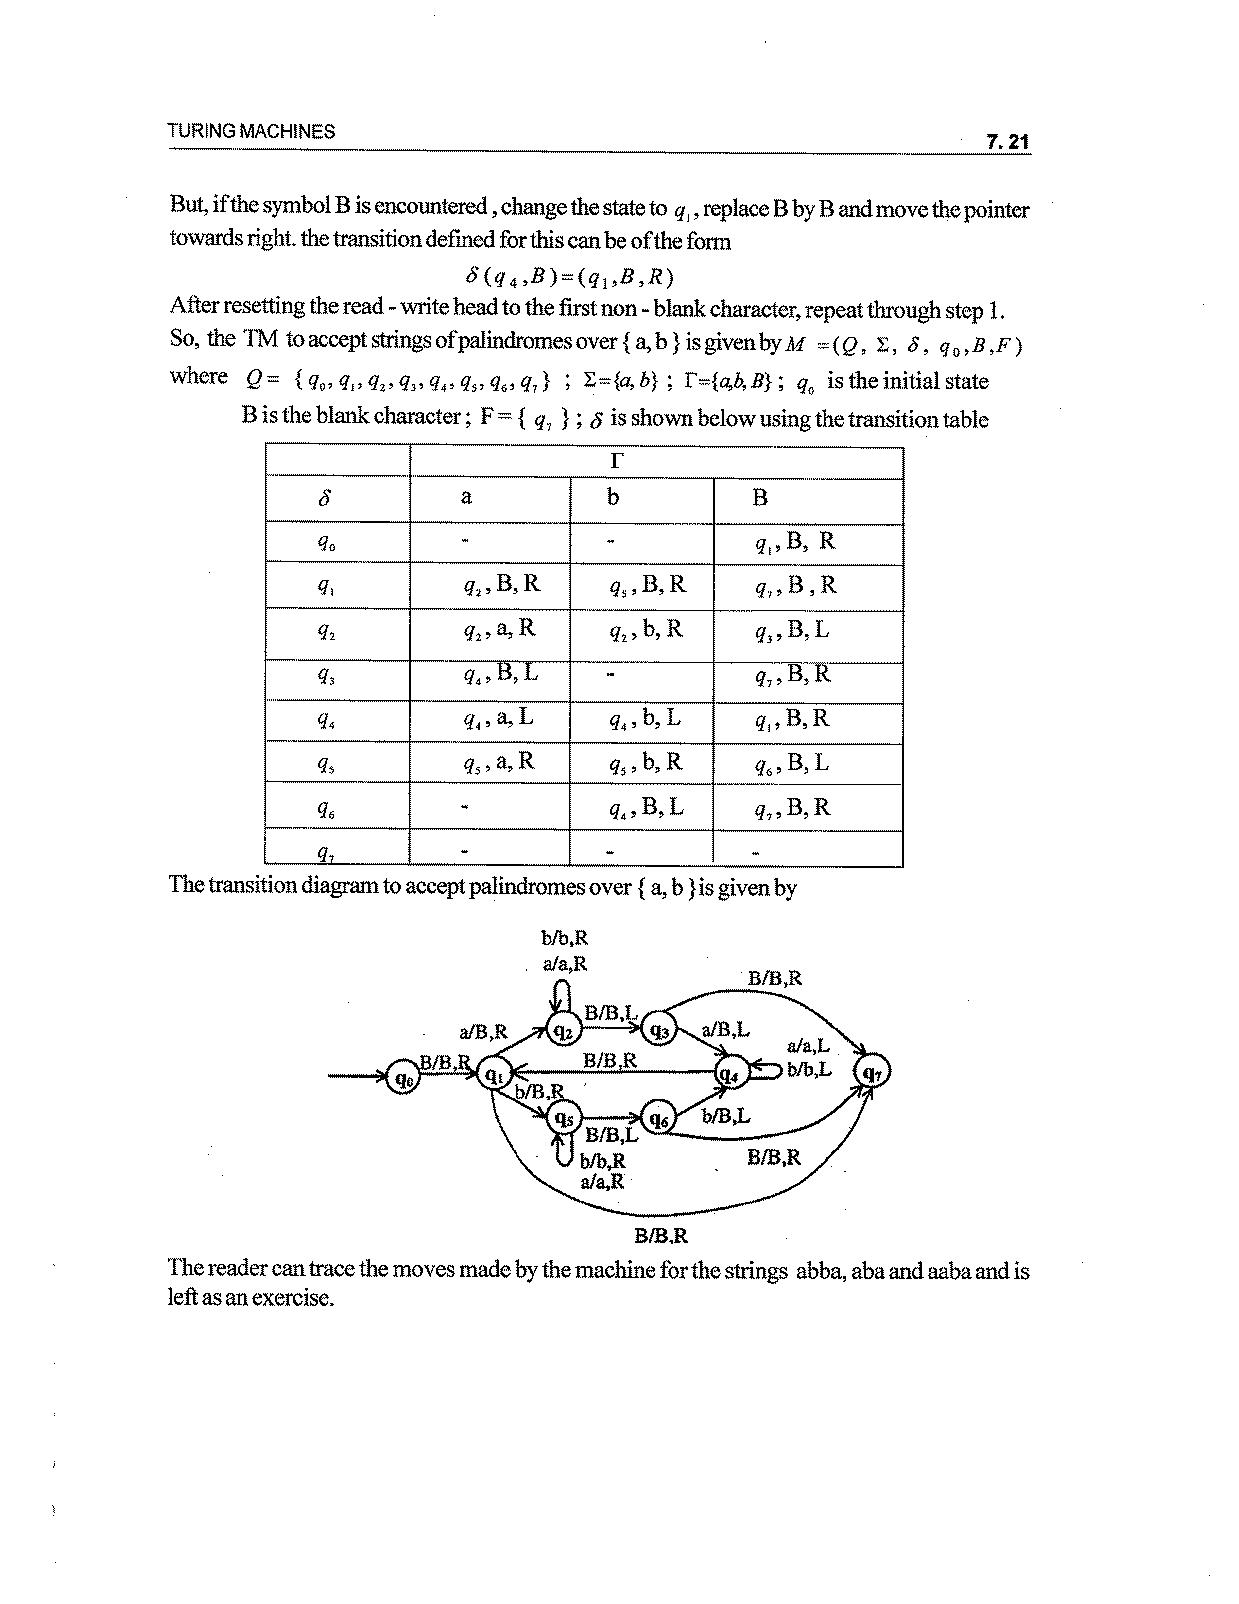 TURING MACHINES
7. 21
But, if the symbol B is encountered , change the state to q₁ , replace B by B and move the pointer
towards right. the transition defined for this can be of the form
δ (q₄ ,B )=(q₁ ,B ,R )
After resetting the read - write head to the first non - blank character, repeat through step 1.
So, the TM to accept strings of palindromes over { a, b } is given by M =(Q, Σ, δ, q₀ ,B ,F )
where Q = { q₀, q₁, q₂, q₃, q₄, q₅, q₆, q₇ } ; Σ={a, b} ; Γ={a,b, B} ; q₀ is the initial state
B is the blank character ; F = { q₇ } ; δ is shown below using the transition table
Γ
δ a b B
q₀ - - q₁, B, R
q₁ q₂, B, R q₅, B, R q₇, B , R
q₂ q₂, a, R q₂, b, R q₃, B, L
q₃ q₄, B, L - q₇, B, R
q₄ q₄, a, L q₄, b, L q₁, B, R
q₅ q₅, a, R q₅, b, R q₆, B, L
q₆ - q₄, B, L q₇, B, R
q₇ - - -
The transition diagram to accept palindromes over { a, b } is given by
b/b,R
a/a,R
B/B,R
B/B,L
a/B,R
q₂
q₃
a/B,L
a/a,L
B/B,R
B/B,R
b/b,L
q₀
q₁
q₄
q₇
b/B,R
q₅
q₆
b/B,L
B/B,L
b/b,R
B/B,R
a/a,R
B/B,R
The reader can trace the moves made by the machine for the strings abba, aba and aaba and is
left as an exercise.